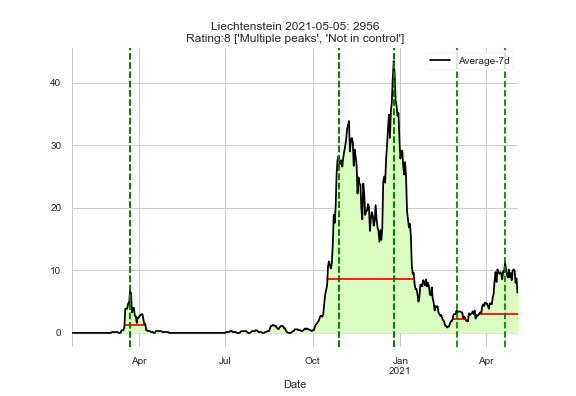 Liechtenstein 2021-05-05: 2956
Rating:8 ['Multiple peaks', 'Not in control']
Average-7d
40
30
20
10
0
Apr
Jul
Oct
Jan
2021
Apr
Date